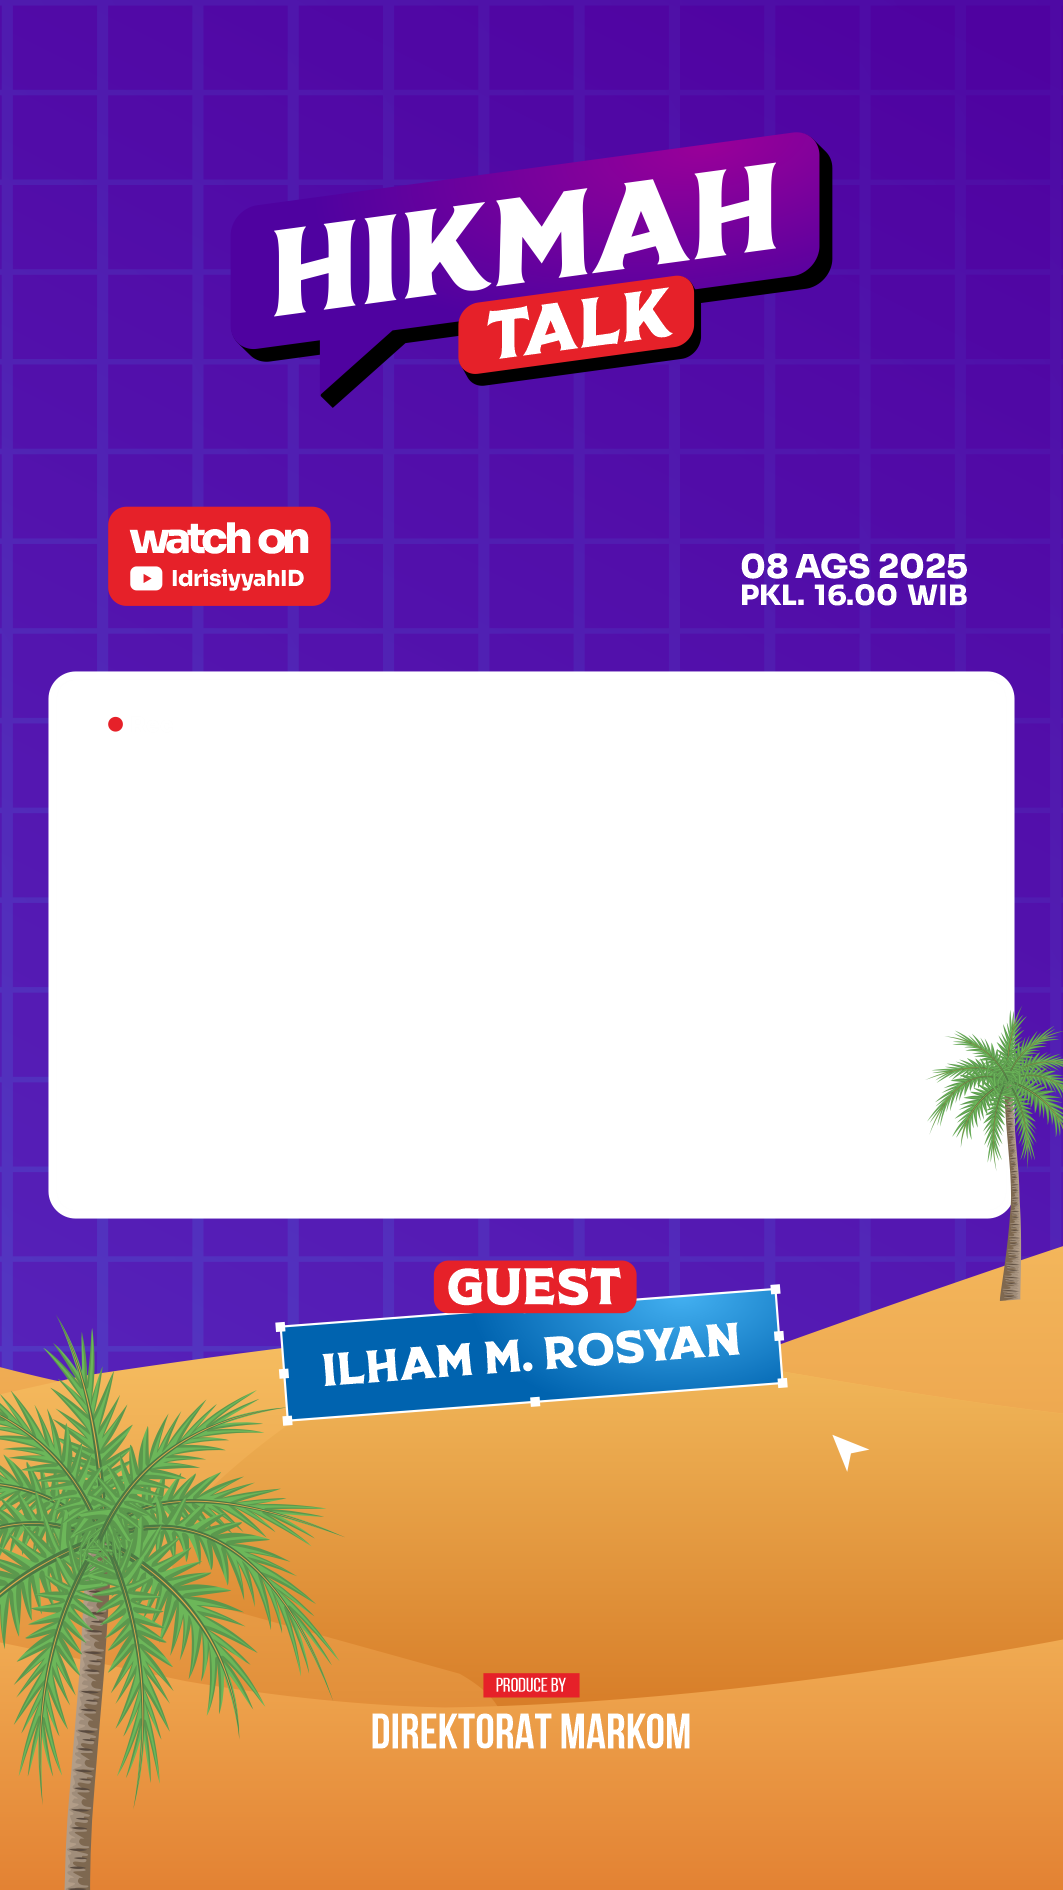 HIKMAH
TALK
watch on
IdrisiyyahID
08 AGS 2025
PKL. 16.00 WIB
GUEST
ILHAM M. ROSYAN
PRODUCE BY
DIREKTORAT MARKOM